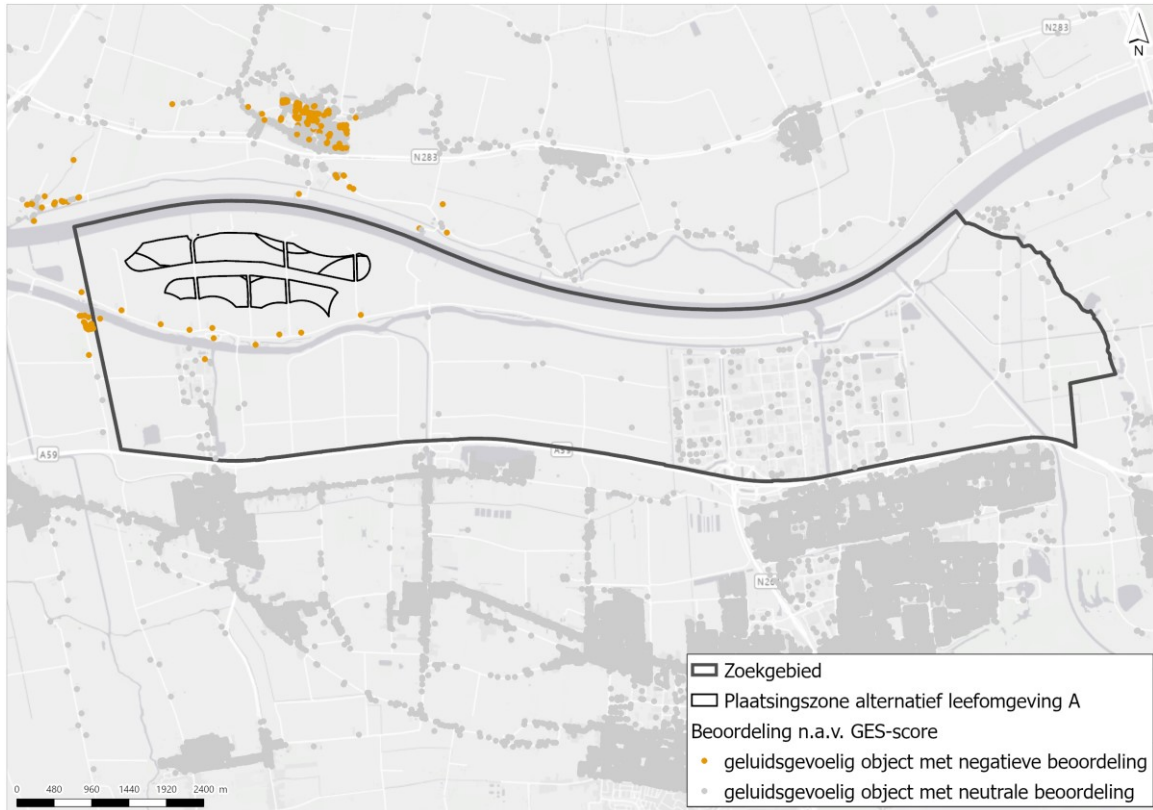 N283
N
N283
A59
A59
N26
Zoekgebied
Plaatsingszone alternatief leefomgeving A
Beoordeling n.a.v. GES-score
geluidsgevoelig object met negatieve beoordeling
geluidsgevoelig object met neutrale beoordeling
0 480 960 1440 1920 2400 m